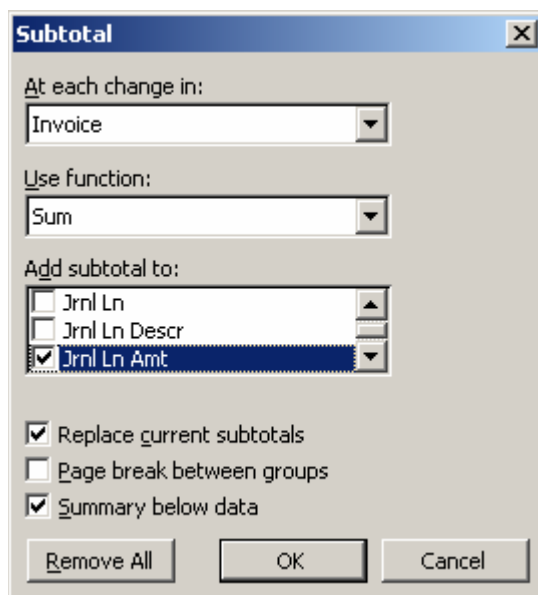 Subtotal
At each change in:
Invoice
Use function:
Sum
Add subtotal to:
Jrnl Ln
Jrnl Ln Descr
Jrnl Ln Amt
Replace current subtotals
Page break between groups
Summary below data
Remove All OK Cancel